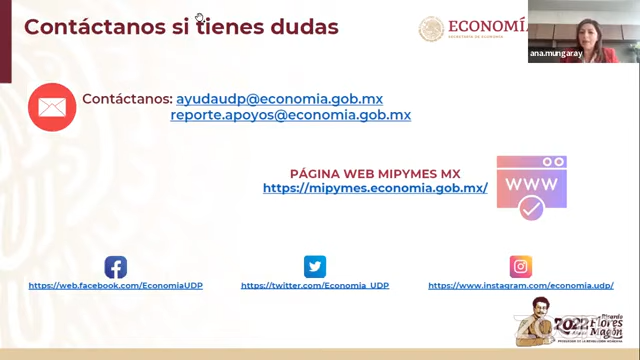 Contáctanos si tienes dudas
ECONOMÍA
SECRETARÍA DE ECONOMÍA
ana.mungaray
Contáctanos: ayudaudp@economia.gob.mx
reporte.apoyos@economia.gob.mx
PÁGINA WEB MIPYMES MX
https://mipymes.economia.gob.mx/
WWW
https://web.facebook.com/EconomiaUDP
https://twitter.com/Economia_UDP
https://www.instagram.com/economia.udp/
2022 Ricardo
Flores
Magón